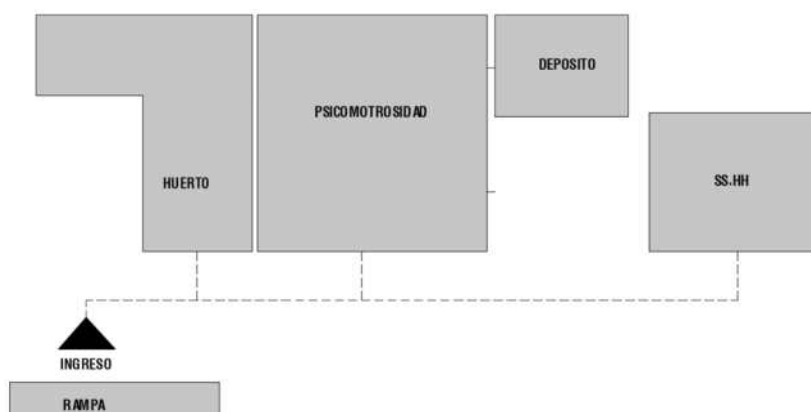 DEPOSITO
PSICOMOTROSIDAD
HUERTO
SS.HH
INGRESO
RAMPA